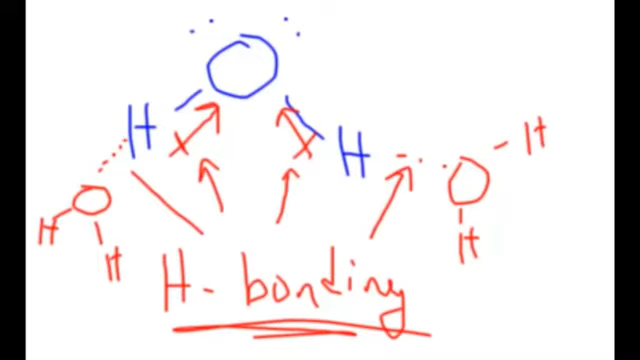 O
H H
O O H
H H H
H - bonding